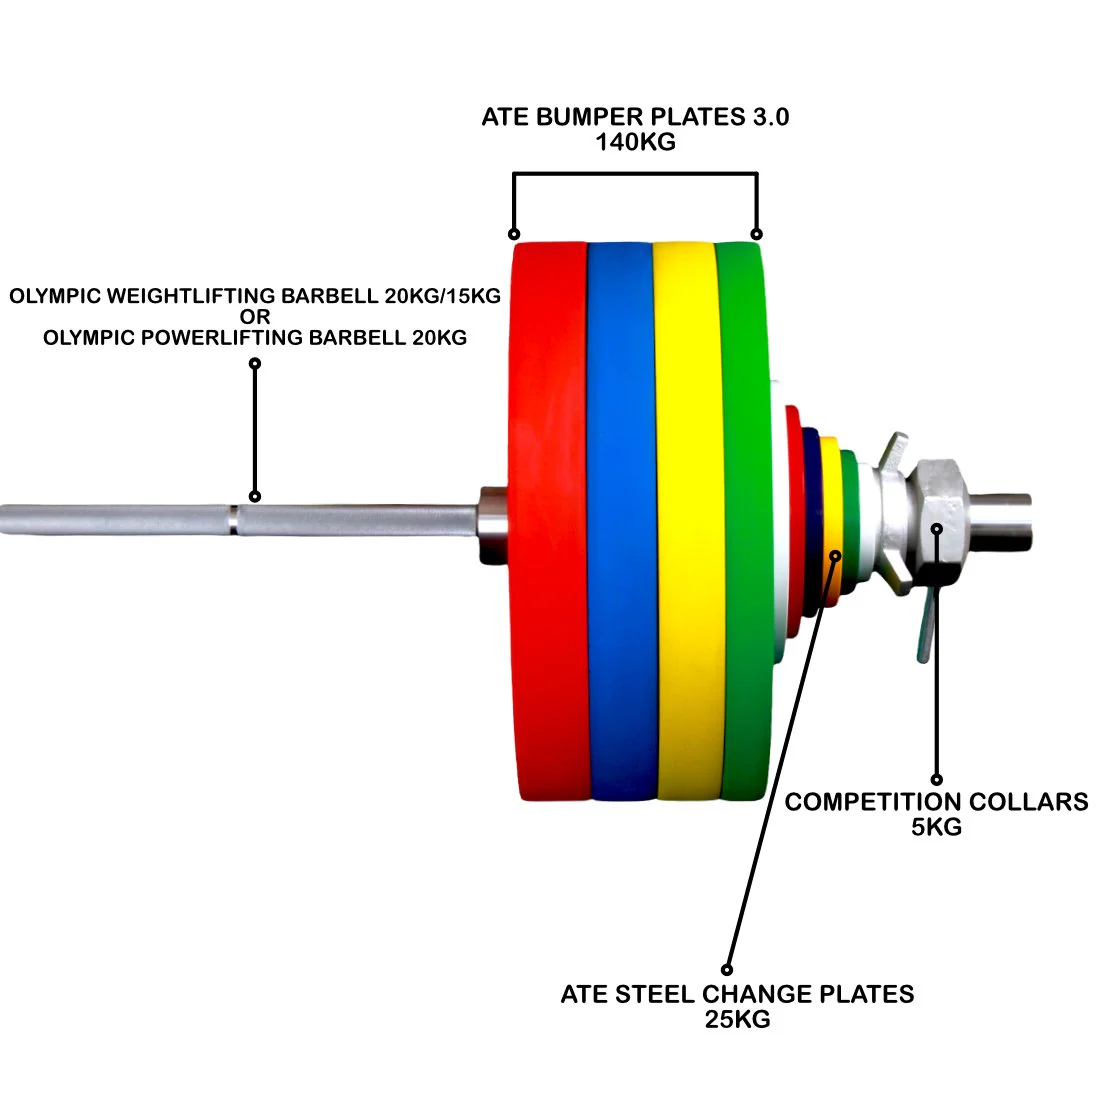 ATE BUMPER PLATES 3.0
140KG
OLYMPIC WEIGHTLIFTING BARBELL 20KG/15KG
OR
OLYMPIC POWERLIFTING BARBELL 20KG
COMPETITION COLLARS
5KG
ATE STEEL CHANGE PLATES
25KG